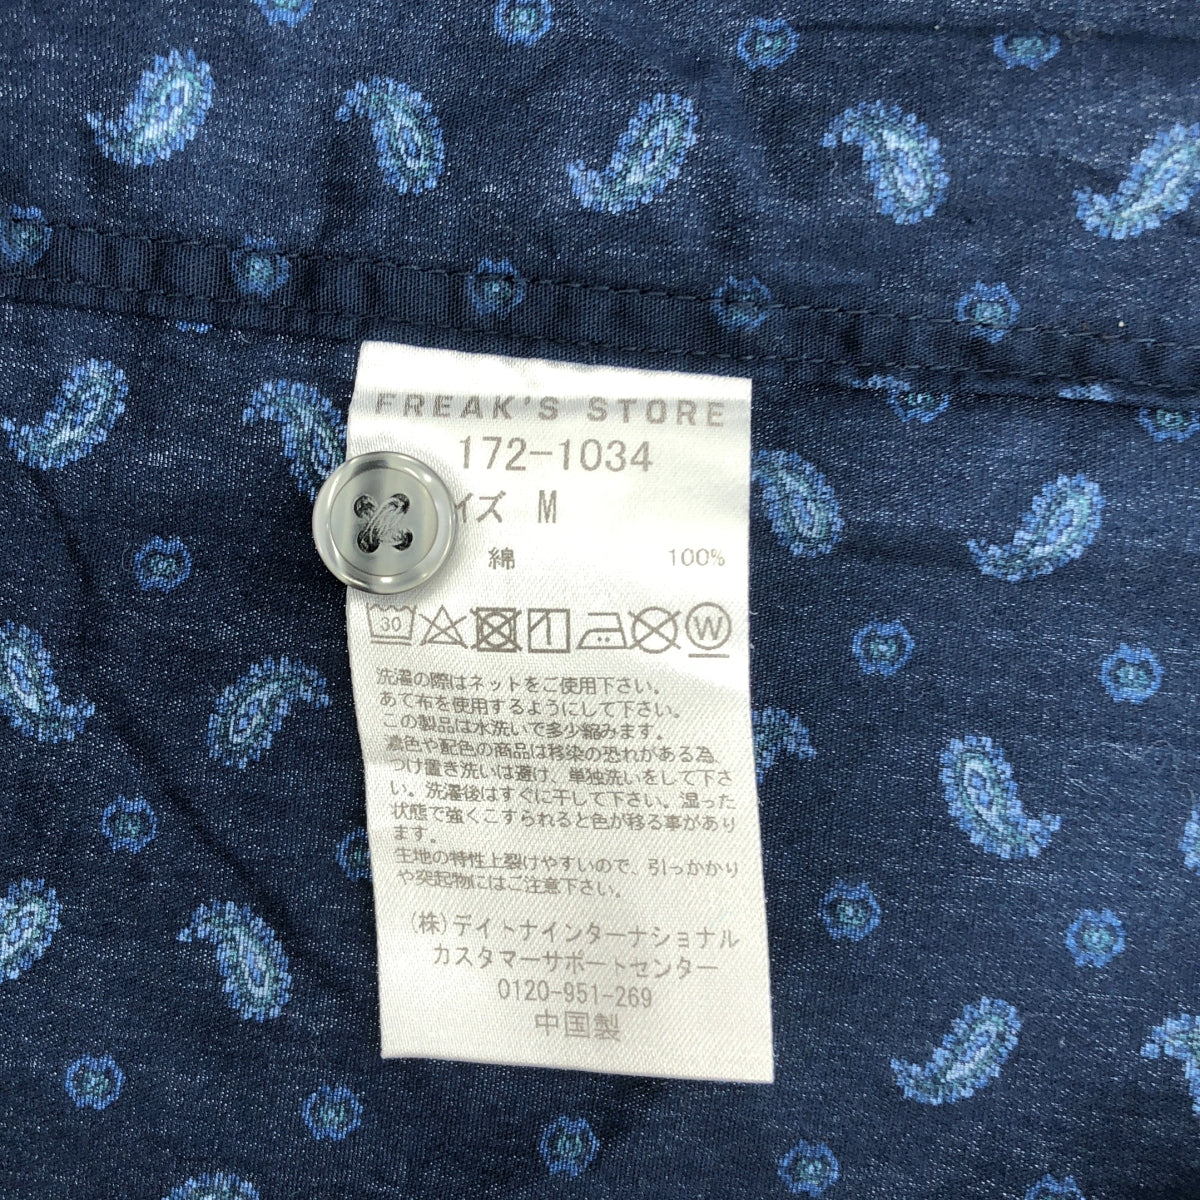 FREAK'S STORE
172-1034
イズ M
綿 100%
30 W
洗濯の際はネットをご使用下さい。
あて布を使用するようにして下さい。
この製品は水洗いで多少縮みます。
濃色や配色の商品は移染の恐れがある為、
つけ置き洗いは避け、単独洗いをして下さ
い。洗濯後はすぐに干して下さい。湿った
状態で強くこすられると色が移る事があり
ます。
生地の特性上裂けやすいので、引っかかり
や突起物にはご注意下さい。
(株)デイトナインターナショナル
カスタマーサポートセンター
0120-951-269
中国製